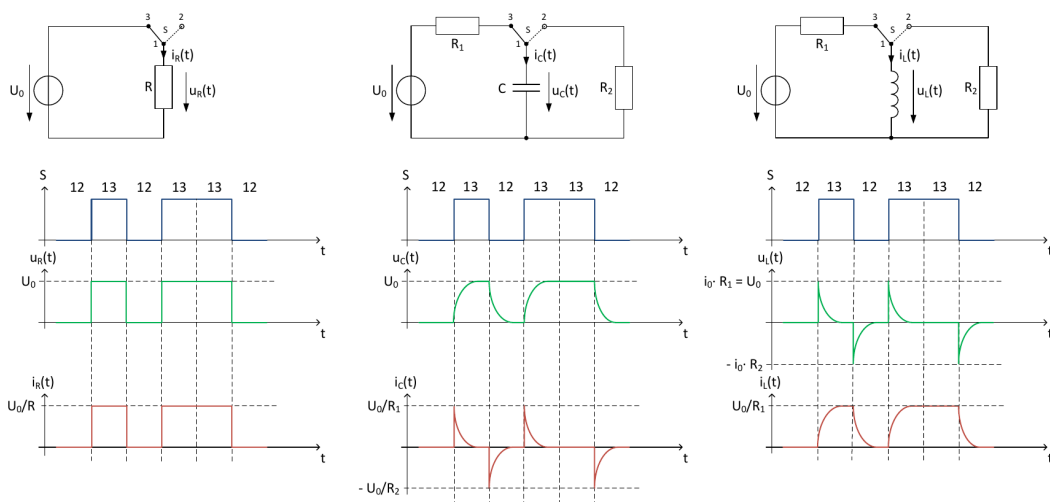 3 2
S
1
i_R(t)
U_0
R
u_R(t)
3 2
S
R_1
1
i_C(t)
U_0
C
u_C(t)
R_2
3 2
S
R_1
1
i_L(t)
U_0
u_L(t)
R_2
S
12 13 12 13 13 12
t
u_R(t)
U_0
t
i_R(t)
U_0/R
t
S
12 13 12 13 13 12
t
u_C(t)
U_0
t
i_C(t)
U_0/R_1
t
- U_0/R_2
S
12 13 12 13 13 12
t
u_L(t)
i_0· R_1 = U_0
t
- i_0· R_2
i_L(t)
U_0/R_1
t